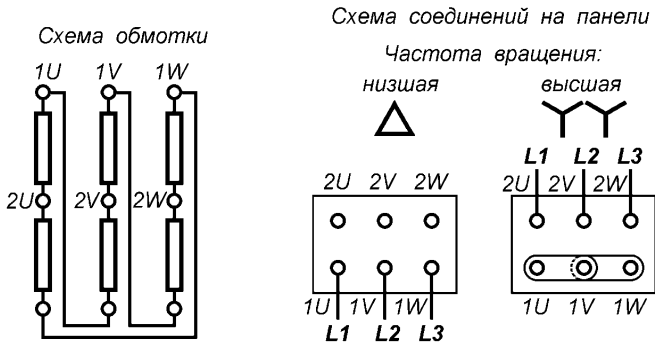 Схема соединений на панели
Схема обмотки
Частота вращения:
1U 1V 1W
низшая высшая
L1 L2 L3
2U 2V 2W
2U 2V 2W
2U 2V 2W
1U 1V 1W
1U 1V 1W
L1 L2 L3